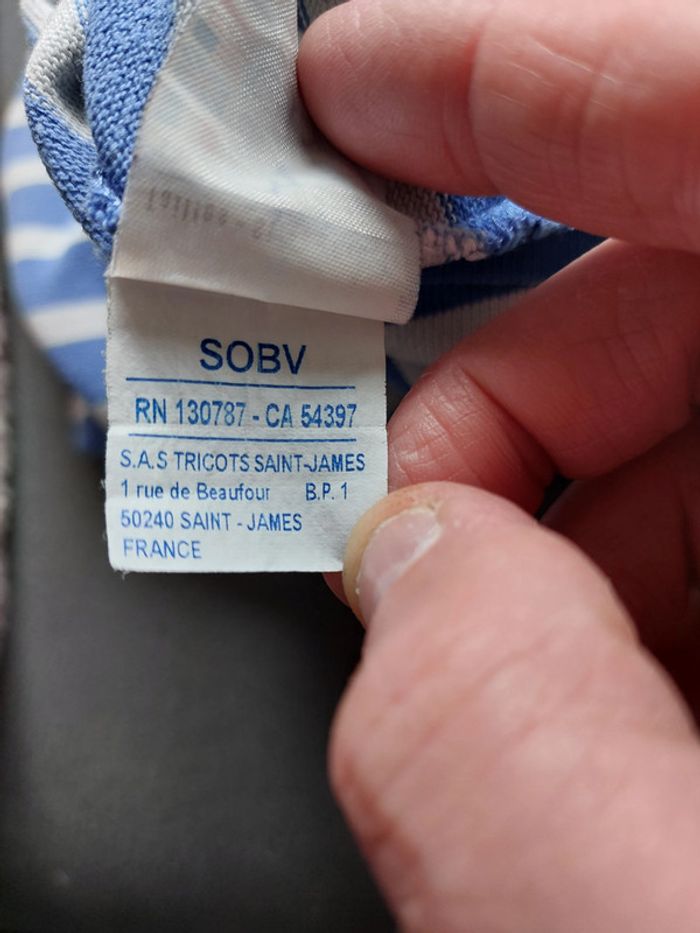 SOBV
RN 130787 - CA 54397
S.A.S TRICOTS SAINT-JAMES
1 rue de Beaufour B.P. 1
50240 SAINT - JAMES
FRANCE